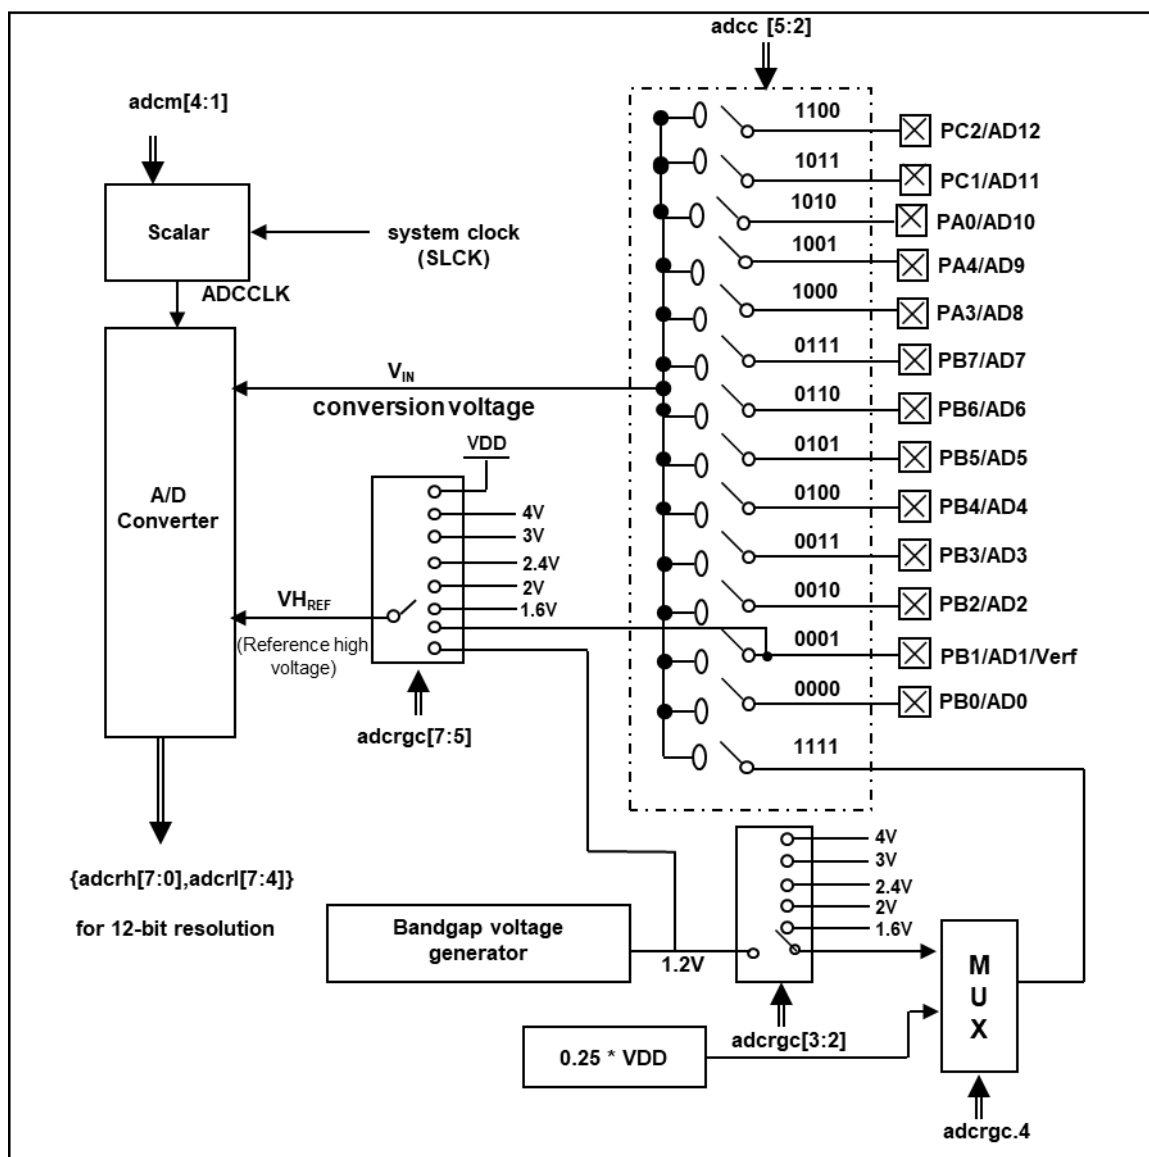 adcc [5:2]
adcm[4:1]
1100
PC2/AD12
1011
PC1/AD11
1010
PA0/AD10
Scalar
system clock
(SLCK)
1001
PA4/AD9
ADCCLK
1000
PA3/AD8
0111
PB7/AD7
VIN
conversion voltage
0110
PB6/AD6
VDD
0101
PB5/AD5
A/D
Converter
4V
3V
2.4V
2V
1.6V
0100
PB4/AD4
0011
PB3/AD3
0010
PB2/AD2
VHREF
(Reference high
voltage)
0001
PB1/AD1/Verf
0000
PB0/AD0
adcrgc[7:5]
1111
{adcrh[7:0],adcrl[7:4]}
for 12-bit resolution
4V
3V
2.4V
2V
1.6V
Bandgap voltage
generator
1.2V
M
U
X
adcrgc[3:2]
0.25 * VDD
adcrgc.4